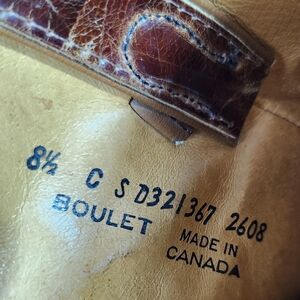 8½ C S D321367 2608
BOULET MADE IN
CANADA